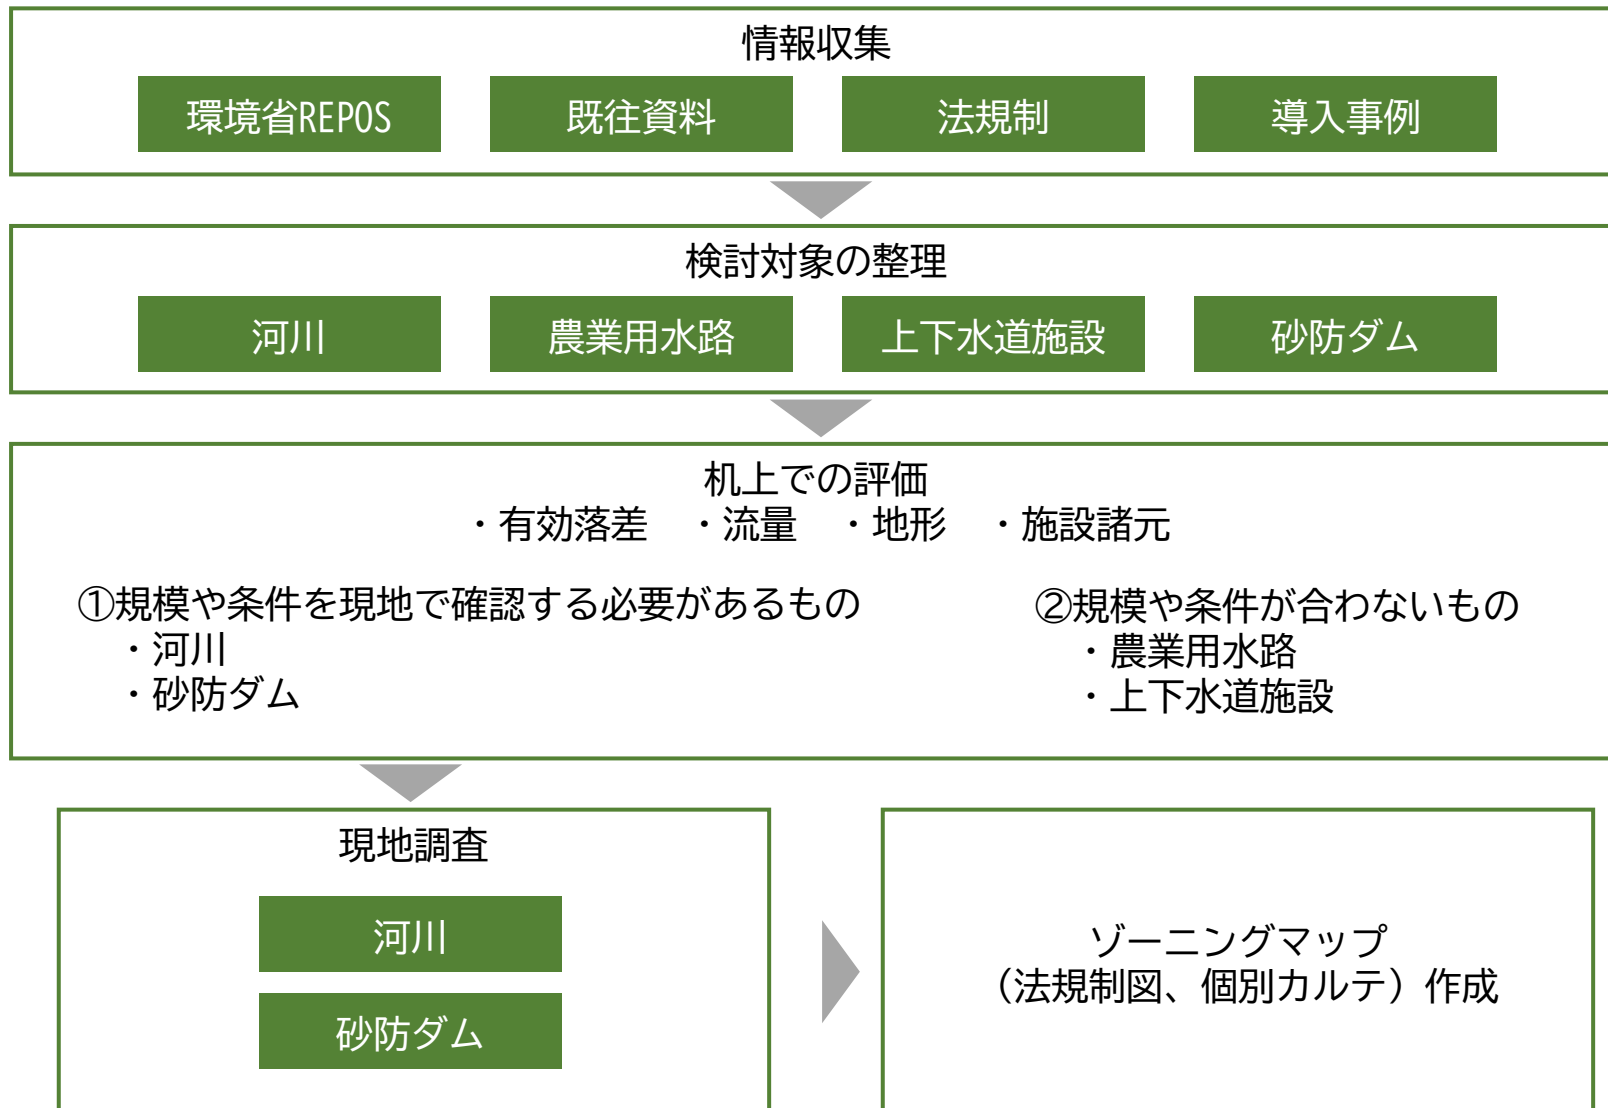 情報収集
環境省REPOS 既往資料 法規制 導入事例
検討対象の整理
河川 農業用水路 上下水道施設 砂防ダム
机上での評価
・有効落差　・流量　・地形　・施設諸元
①規模や条件を現地で確認する必要があるもの
・河川
・砂防ダム
②規模や条件が合わないもの
・農業用水路
・上下水道施設
現地調査
河川
砂防ダム
ゾーニングマップ
（法規制図、個別カルテ）作成